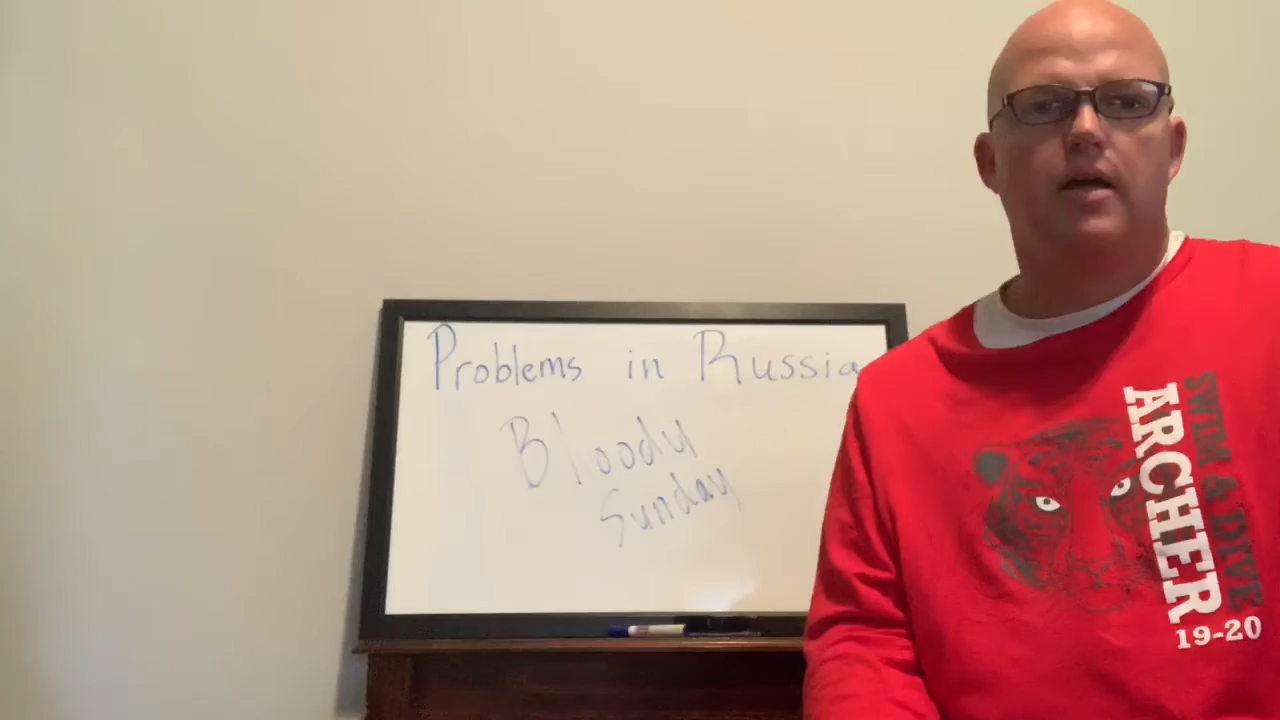 Problems in Russia
Bloody
Sunday
SWIM & DIVE
ARCHER
19-20